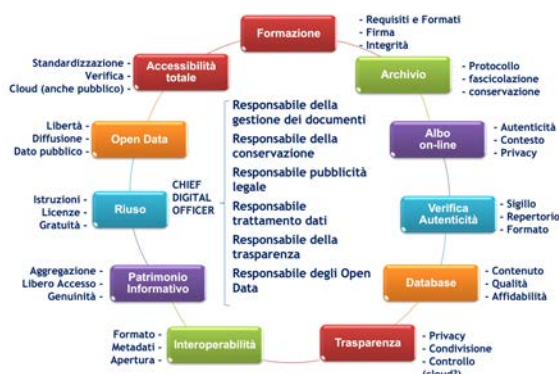 Formazione
- Requisiti e Formati
- Firma
- Integrità
Archivio
- Protocollo
- fascicolazione
- conservazione
Albo
on-line
- Autenticità
- Contesto
- Privacy
Verifica
Autenticità
- Sigillo
- Repertorio
- Formato
Database
- Contenuto
- Qualità
- Affidabilità
Trasparenza
- Privacy
- Condivisione
- Controllo
(cloud?)
Interoperabilità
Formato -
Metadati -
Apertura -
Patrimonio
Informativo
Aggregazione -
Libero Accesso -
Genuinità -
Riuso
Istruzioni -
Licenze -
Gratuità -
Open Data
Libertà -
Diffusione -
Dato pubblico -
Accessibilità
totale
Standardizzazione -
Verifica -
Cloud (anche pubblico) -
CHIEF
DIGITAL
OFFICER
Responsabile della
gestione dei documenti
Responsabile della
conservazione
Responsabile pubblicità
legale
Responsabile
trattamento dati
Responsabile della
trasparenza
Responsabile degli Open
Data